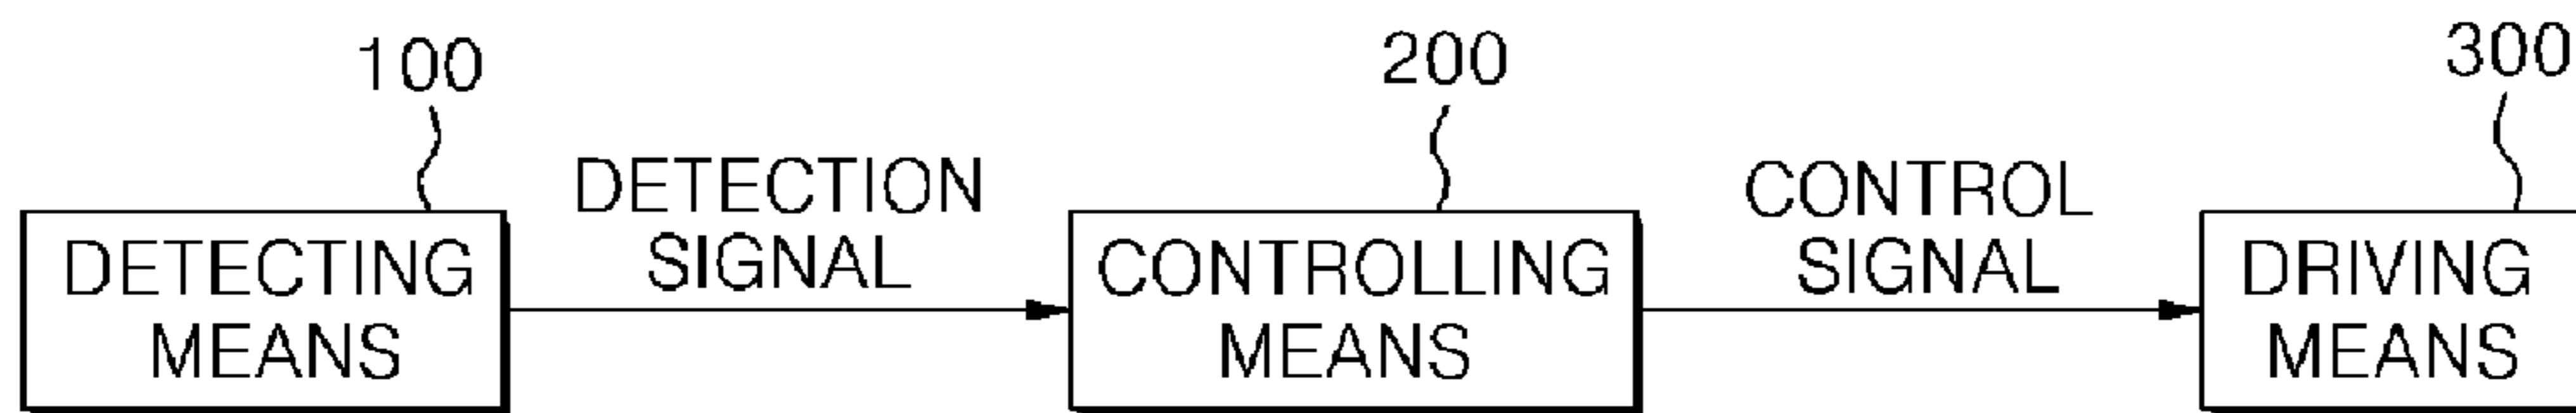 100
200
300
DETECTION
SIGNAL
CONTROL
SIGNAL
DETECTING
MEANS
CONTROLLING
MEANS
DRIVING
MEANS